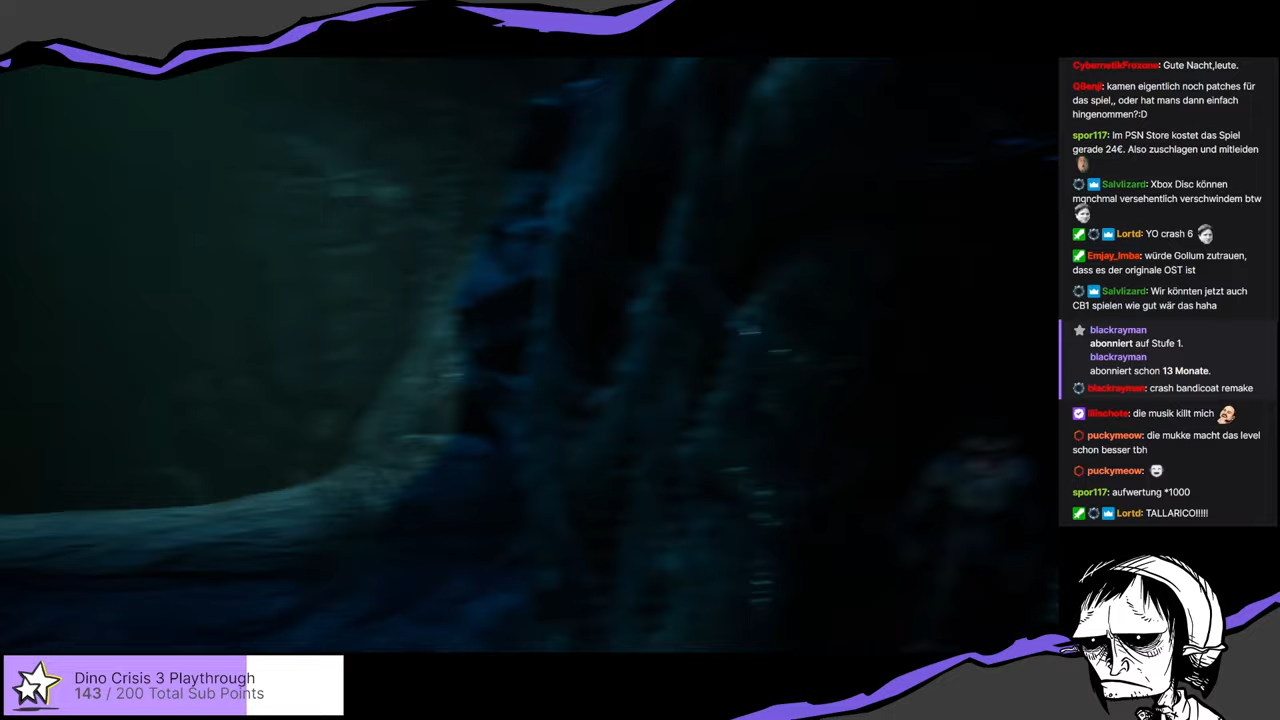 CybernetikFrozone: Gute Nacht,leute.
kamen eigentlich noch patches für
das spiel,, oder hat mans dann einfach
hingenommen?:D
spor117: Im PSN Store kostet das Spiel
gerade 24€. Also zuschlagen und mitleiden
Salvlizard: Xbox Disc können
mqnchmal versehentlich verschwindem btw
Lortd: YO crash 6
Emjay_Imba: würde Gollum zutrauen,
dass es der originale OST ist
Salvlizard: Wir könnten jetzt auch
CB1 spielen wie gut wär das haha
blackrayman
abonniert auf Stufe 1.
blackrayman
abonniert schon 13 Monate.
blackrayman: crash bandicoat remake
die musik killt mich
puckymeow: die mukke macht das level
schon besser tbh
puckymeow:
spor117: aufwertung *1000
Lortd: TALLARICO!!!!!
Dino Crisis 3 Playthrough
143 / 200 Total Sub Points